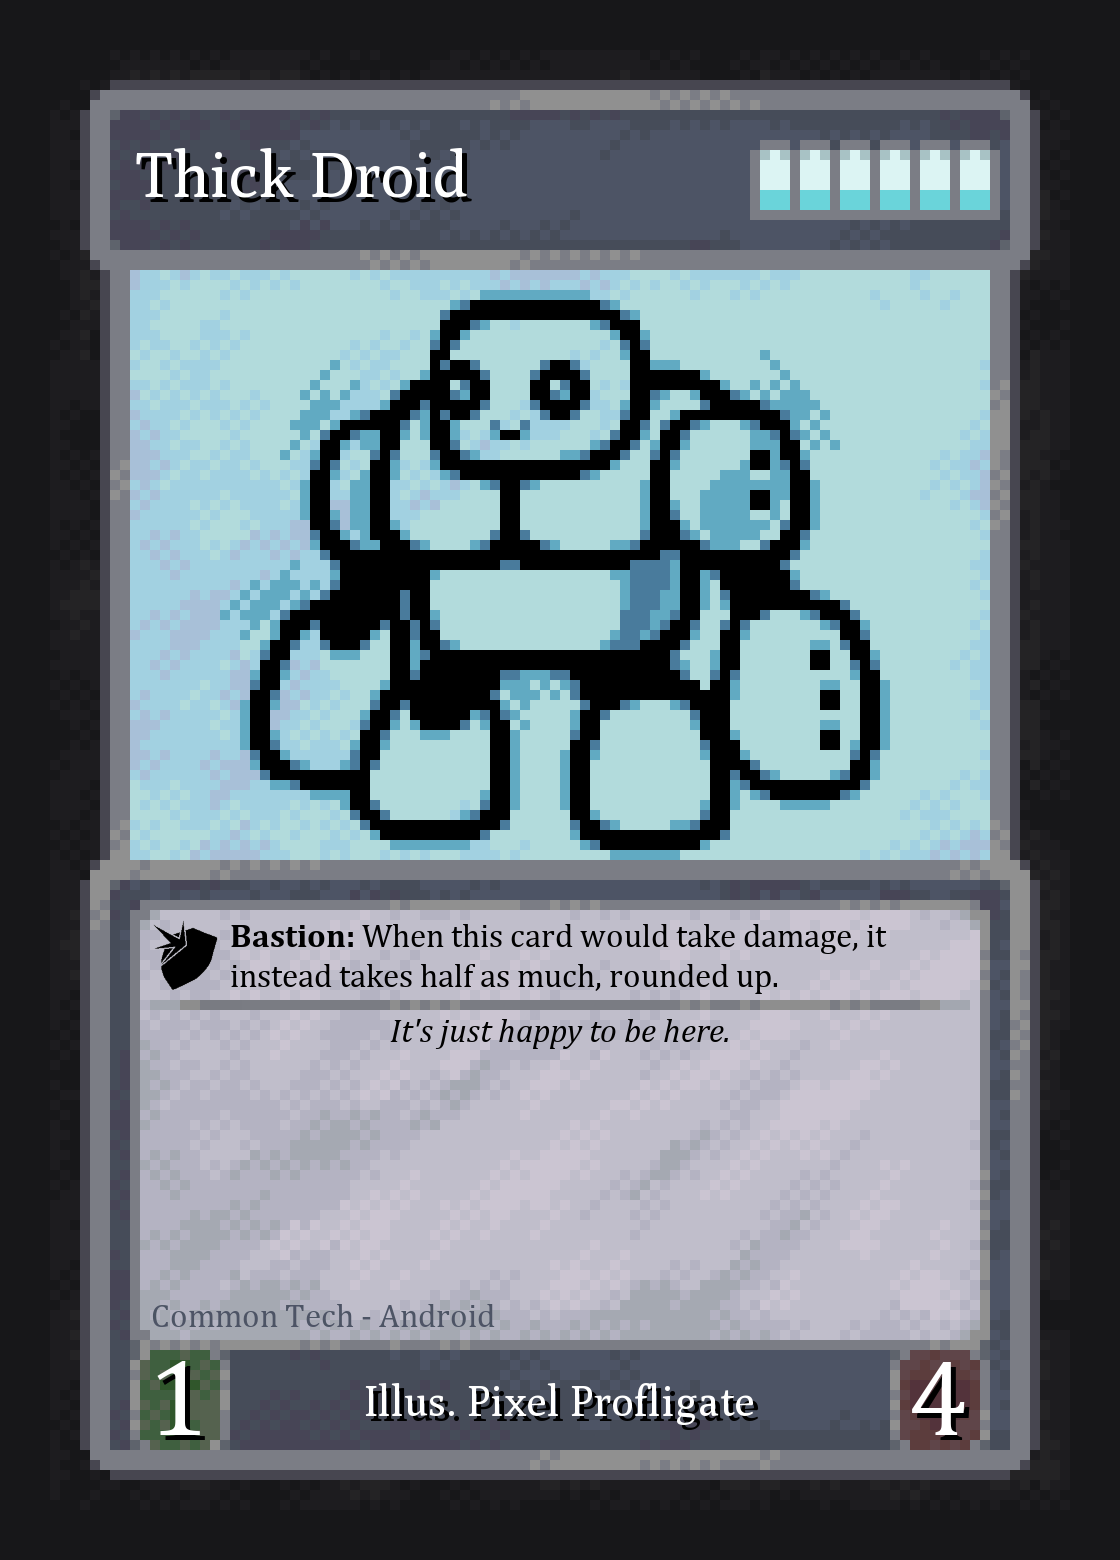 Thick Droid
Bastion: When this card would take damage, it
instead takes half as much, rounded up.
It's just happy to be here.
Common Tech - Android
1
Illus. Pixel Profligate
4